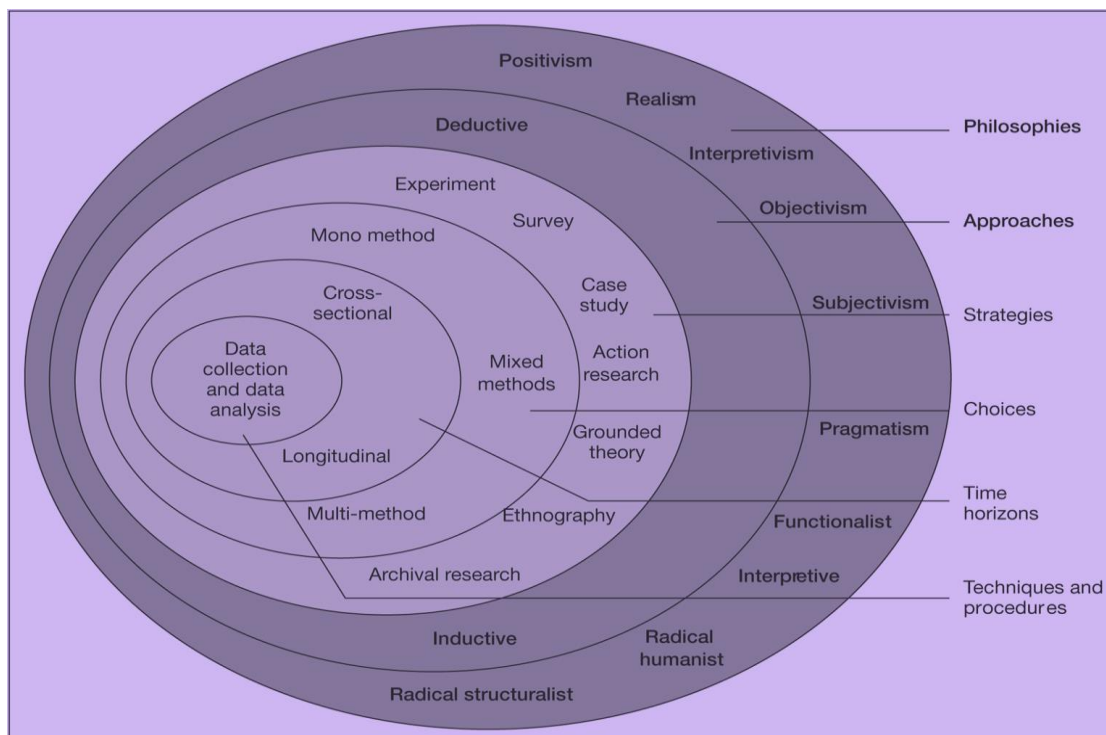 Positivism
Realism
Philosophies
Deductive
Interpretivism
Experiment
Objectivism
Approaches
Survey
Mono method
Case
study
Cross-
sectional
Subjectivism
Strategies
Data
collection
and data
analysis
Mixed
methods
Action
research
Choices
Pragmatism
Grounded
theory
Longitudinal
Time
horizons
Multi-method
Ethnography
Functionalist
Archival research
Interpretive
Techniques and
procedures
Inductive
Radical
humanist
Radical structuralist